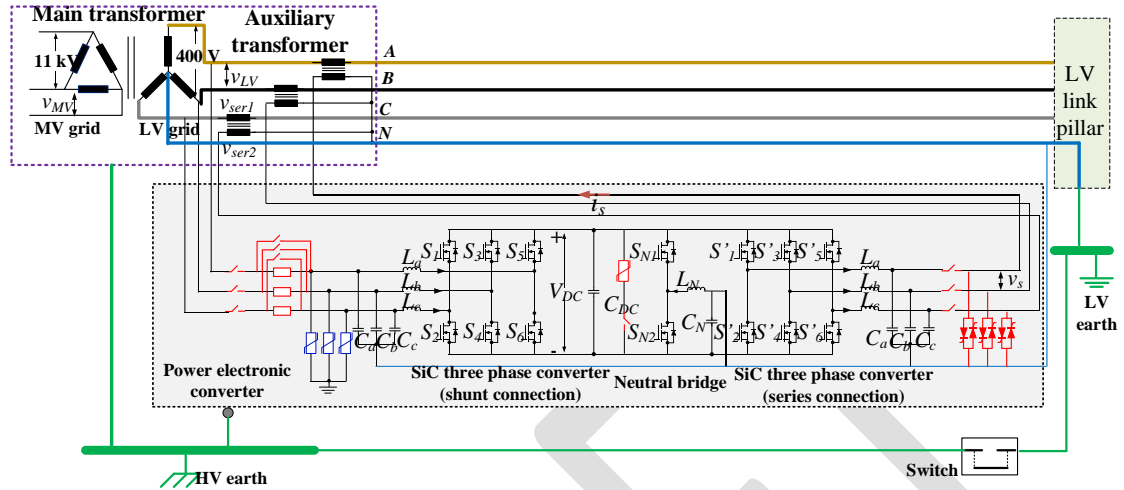 Main transformer
Auxiliary
transformer
11 kV
400 V
v_MV
MV grid
LV grid
v_LV
v_ser1
v_ser2
A
B
C
N
LV
link
pillar
i_s
S_1
S_3
S_5
S_2
S_4
S_6
L_a
L_b
L_c
C_a
C_b
C_c
+
V_DC
-
C_DC
S_N1
S_N2
L_N
C_N
S'_1
S'_3
S'_5
S'_2
S'_4
S'_6
L_a
L_b
L_c
C_a
C_b
C_c
v_s
LV
earth
Power electronic
converter
SiC three phase converter
(shunt connection)
Neutral bridge
SiC three phase converter
(series connection)
HV earth
Switch